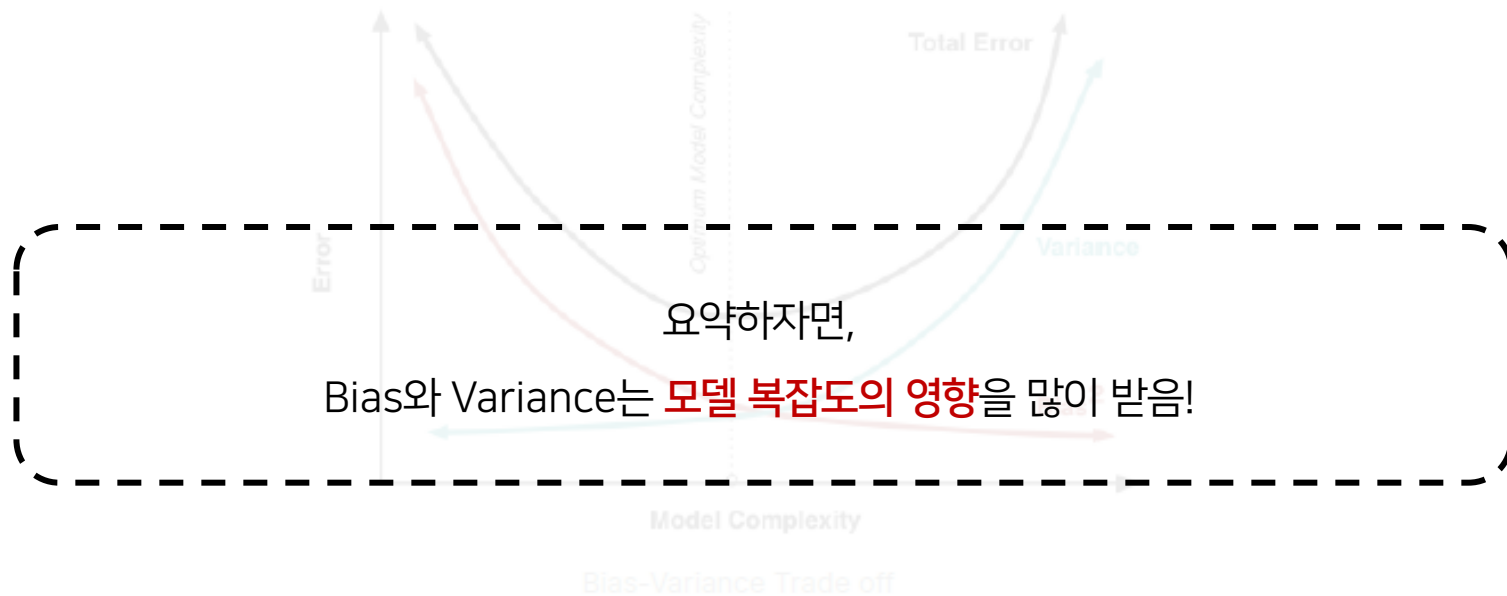 Total Error
Optimum Model Complexity
Variance
Error
요약하자면,
Bias와 Variance는 모델 복잡도의 영향을 많이 받음!
Model Complexity
Bias-Variance Trade off